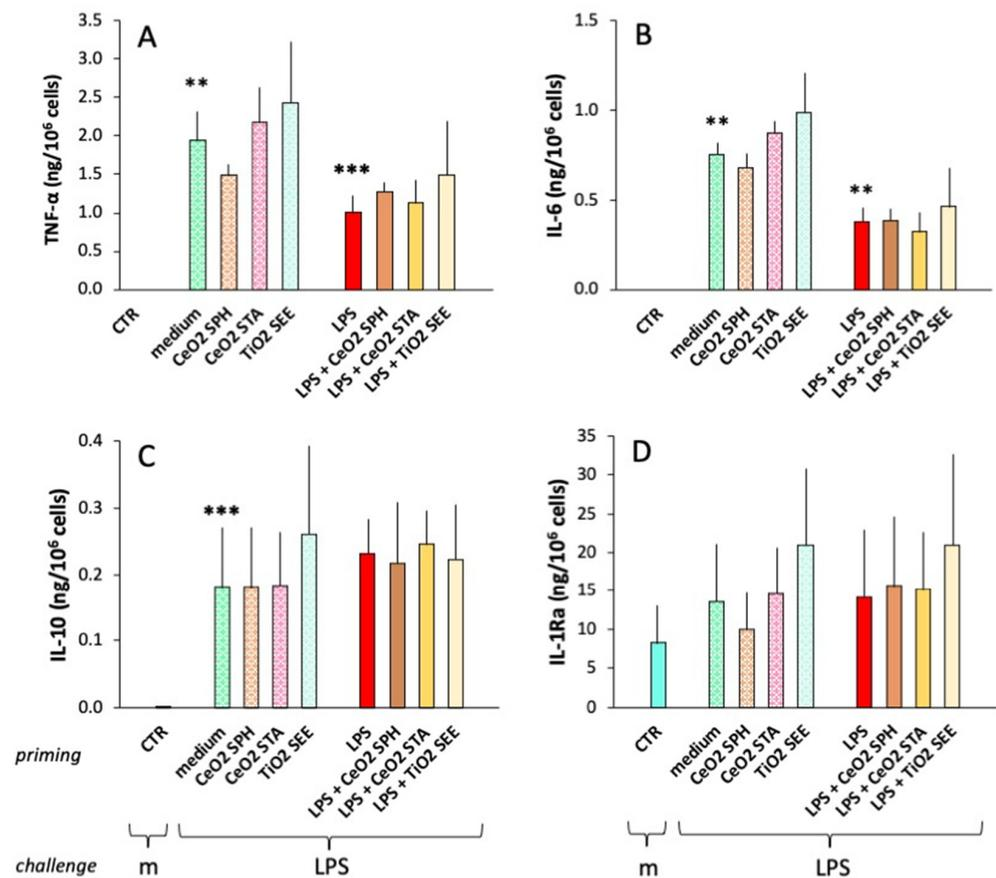 A
TNF-α (ng/10⁶ cells)
3.5
3.0
2.5
2.0
1.5
1.0
0.5
0.0
**
***
CTR
medium
CeO2 SPH
CeO2 STA
TiO2 SEE
LPS
LPS + CeO2 SPH
LPS + CeO2 STA
LPS + TiO2 SEE
B
IL-6 (ng/10⁶ cells)
1.5
1.0
0.5
0.0
**
**
CTR
medium
CeO2 SPH
CeO2 STA
TiO2 SEE
LPS
LPS + CeO2 SPH
LPS + CeO2 STA
LPS + TiO2 SEE
C
IL-10 (ng/10⁶ cells)
0.4
0.3
0.2
0.1
0.0
***
CTR
medium
CeO2 SPH
CeO2 STA
TiO2 SEE
LPS
LPS + CeO2 SPH
LPS + CeO2 STA
LPS + TiO2 SEE
D
IL-1Ra (ng/10⁶ cells)
35
30
25
20
15
10
5
0
CTR
medium
CeO2 SPH
CeO2 STA
TiO2 SEE
LPS
LPS + CeO2 SPH
LPS + CeO2 STA
LPS + TiO2 SEE
priming
challenge
m
LPS
m
LPS